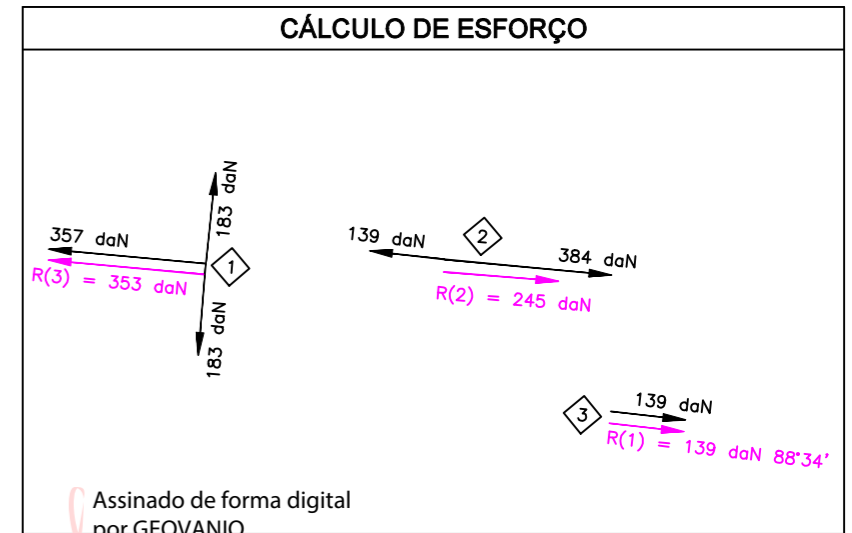 CÁLCULO DE ESFORÇO
183 daN
357 daN
1
R(3) = 353 daN
183 daN
139 daN
2
384 daN
R(2) = 245 daN
139 daN
3
R(1) = 139 daN 88°34'
Assinado de forma digital
por GEOVANIO